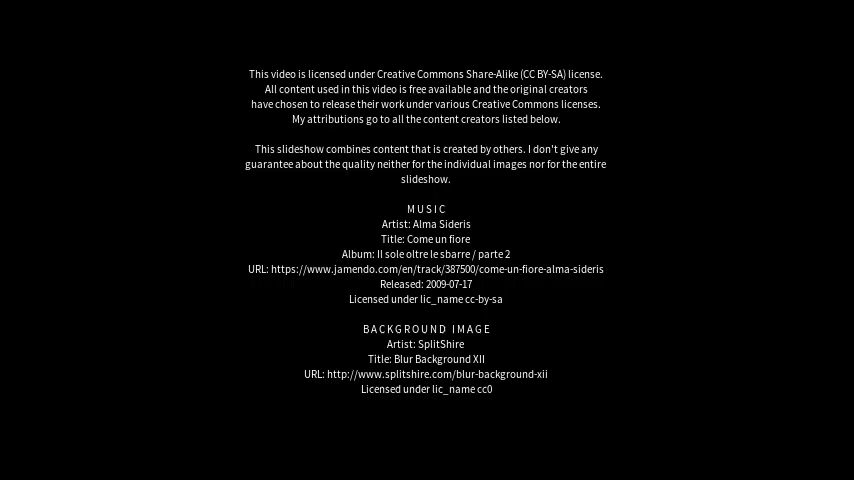 This video is licensed under Creative Commons Share-Alike (CC BY-SA) license.
All content used in this video is free available and the original creators
have chosen to release their work under various Creative Commons licenses.
My attributions go to all the content creators listed below.
This slideshow combines content that is created by others. I don't give any
guarantee about the quality neither for the individual images nor for the entire
slideshow.
MUSIC
Artist: Alma Sideris
Title: Come un fiore
Album: Il sole oltre le sbarre / parte 2
URL: https://www.jamendo.com/en/track/387500/come-un-fiore-alma-sideris
Released: 2009-07-17
Licensed under lic_name cc-by-sa
BACKGROUND IMAGE
Artist: SplitShire
Title: Blur Background XII
URL: http://www.splitshire.com/blur-background-xii
Licensed under lic_name cc0